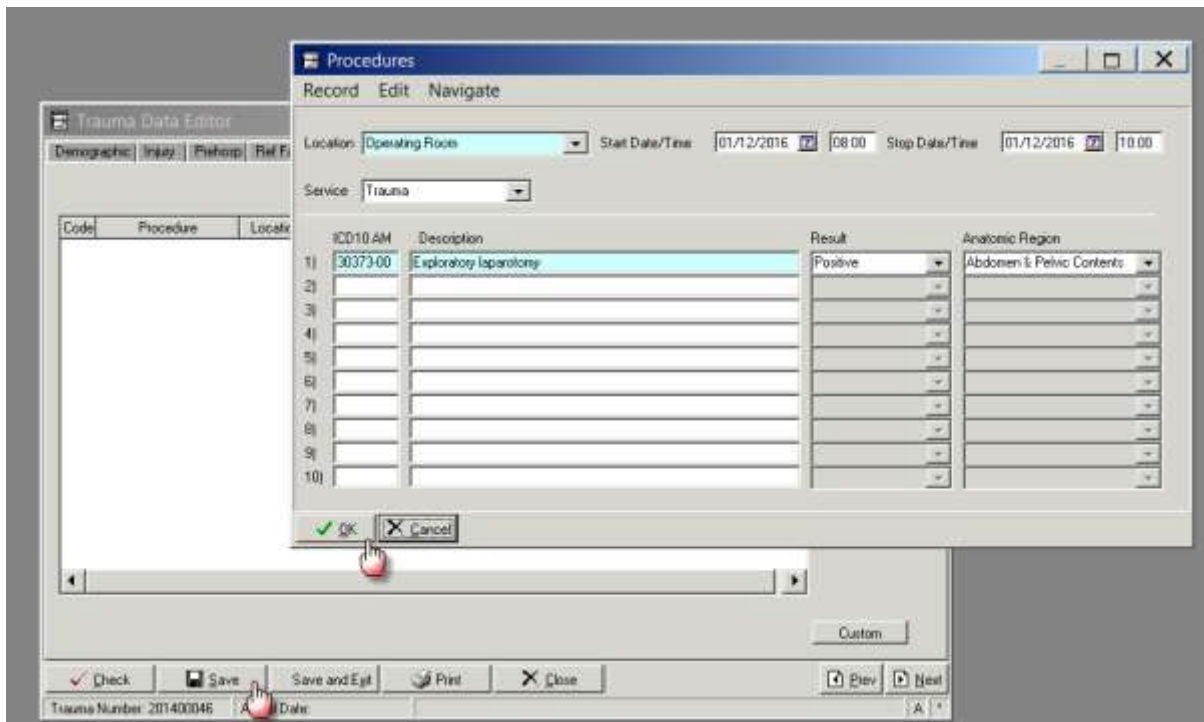 Procedures
Record Edit Navigate
Trauma Data Editor
Demographic Injury Prehosp Ref
Location Operating Room Start Date/Time 01/12/2016 08:00 Stop Date/Time 01/12/2016 10:00
Service Trauma
Code Procedure
ICD10 AM Description Result Anatomic Region
1) 30373-00 Exploratory laparotomy Positive Abdomen & Pelvic Contents
2)
3)
4)
5)
6)
7)
8)
9)
10)
OK Cancel
Custom
Check Save Save and Exit Print Close Prev Next
Trauma Number: 201400046 Date: A